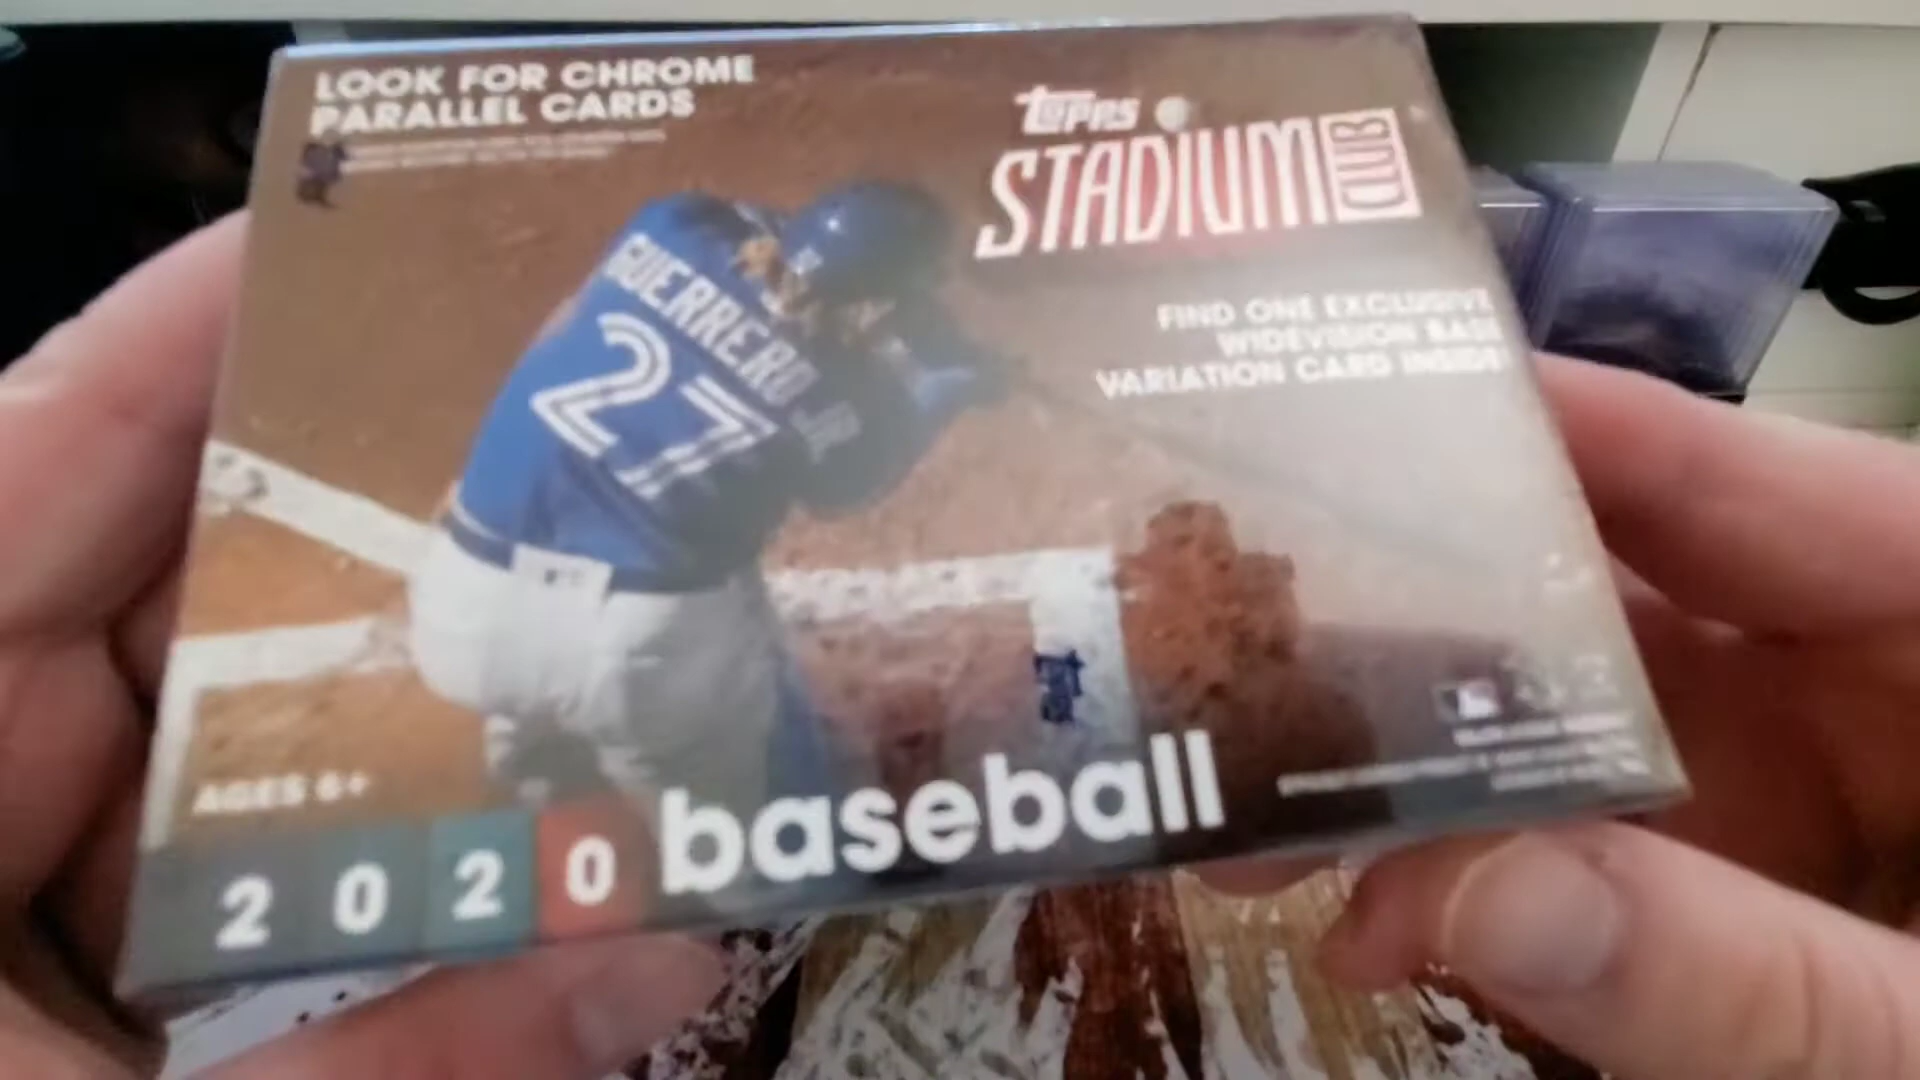 LOOK FOR CHROME
PARALLEL CARDS
topps
STADIUM CLUB
FIND ONE EXCLUSIVE
WIDEVISION BASE
VARIATION CARD INSIDE!
GUERRERO JR.
27
AGES 6+
2020 baseball